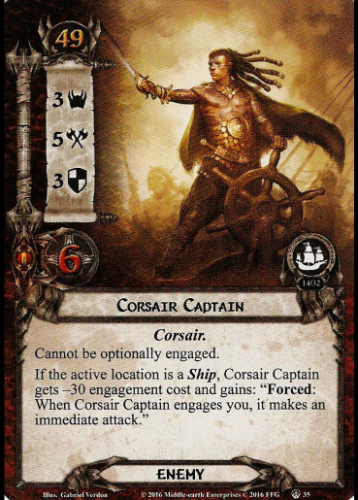 49
3
5
3
6
14/32
CORSAIR CAPTAIN
Corsair.
Cannot be optionally engaged.
If the active location is a Ship, Corsair Captain
gets –30 engagement cost and gains: “Forced:
When Corsair Captain engages you, it makes an
immediate attack.”
ENEMY
Illus. Gabriel Verdon © 2016 Middle-earth Enterprises © 2016 FFG 35